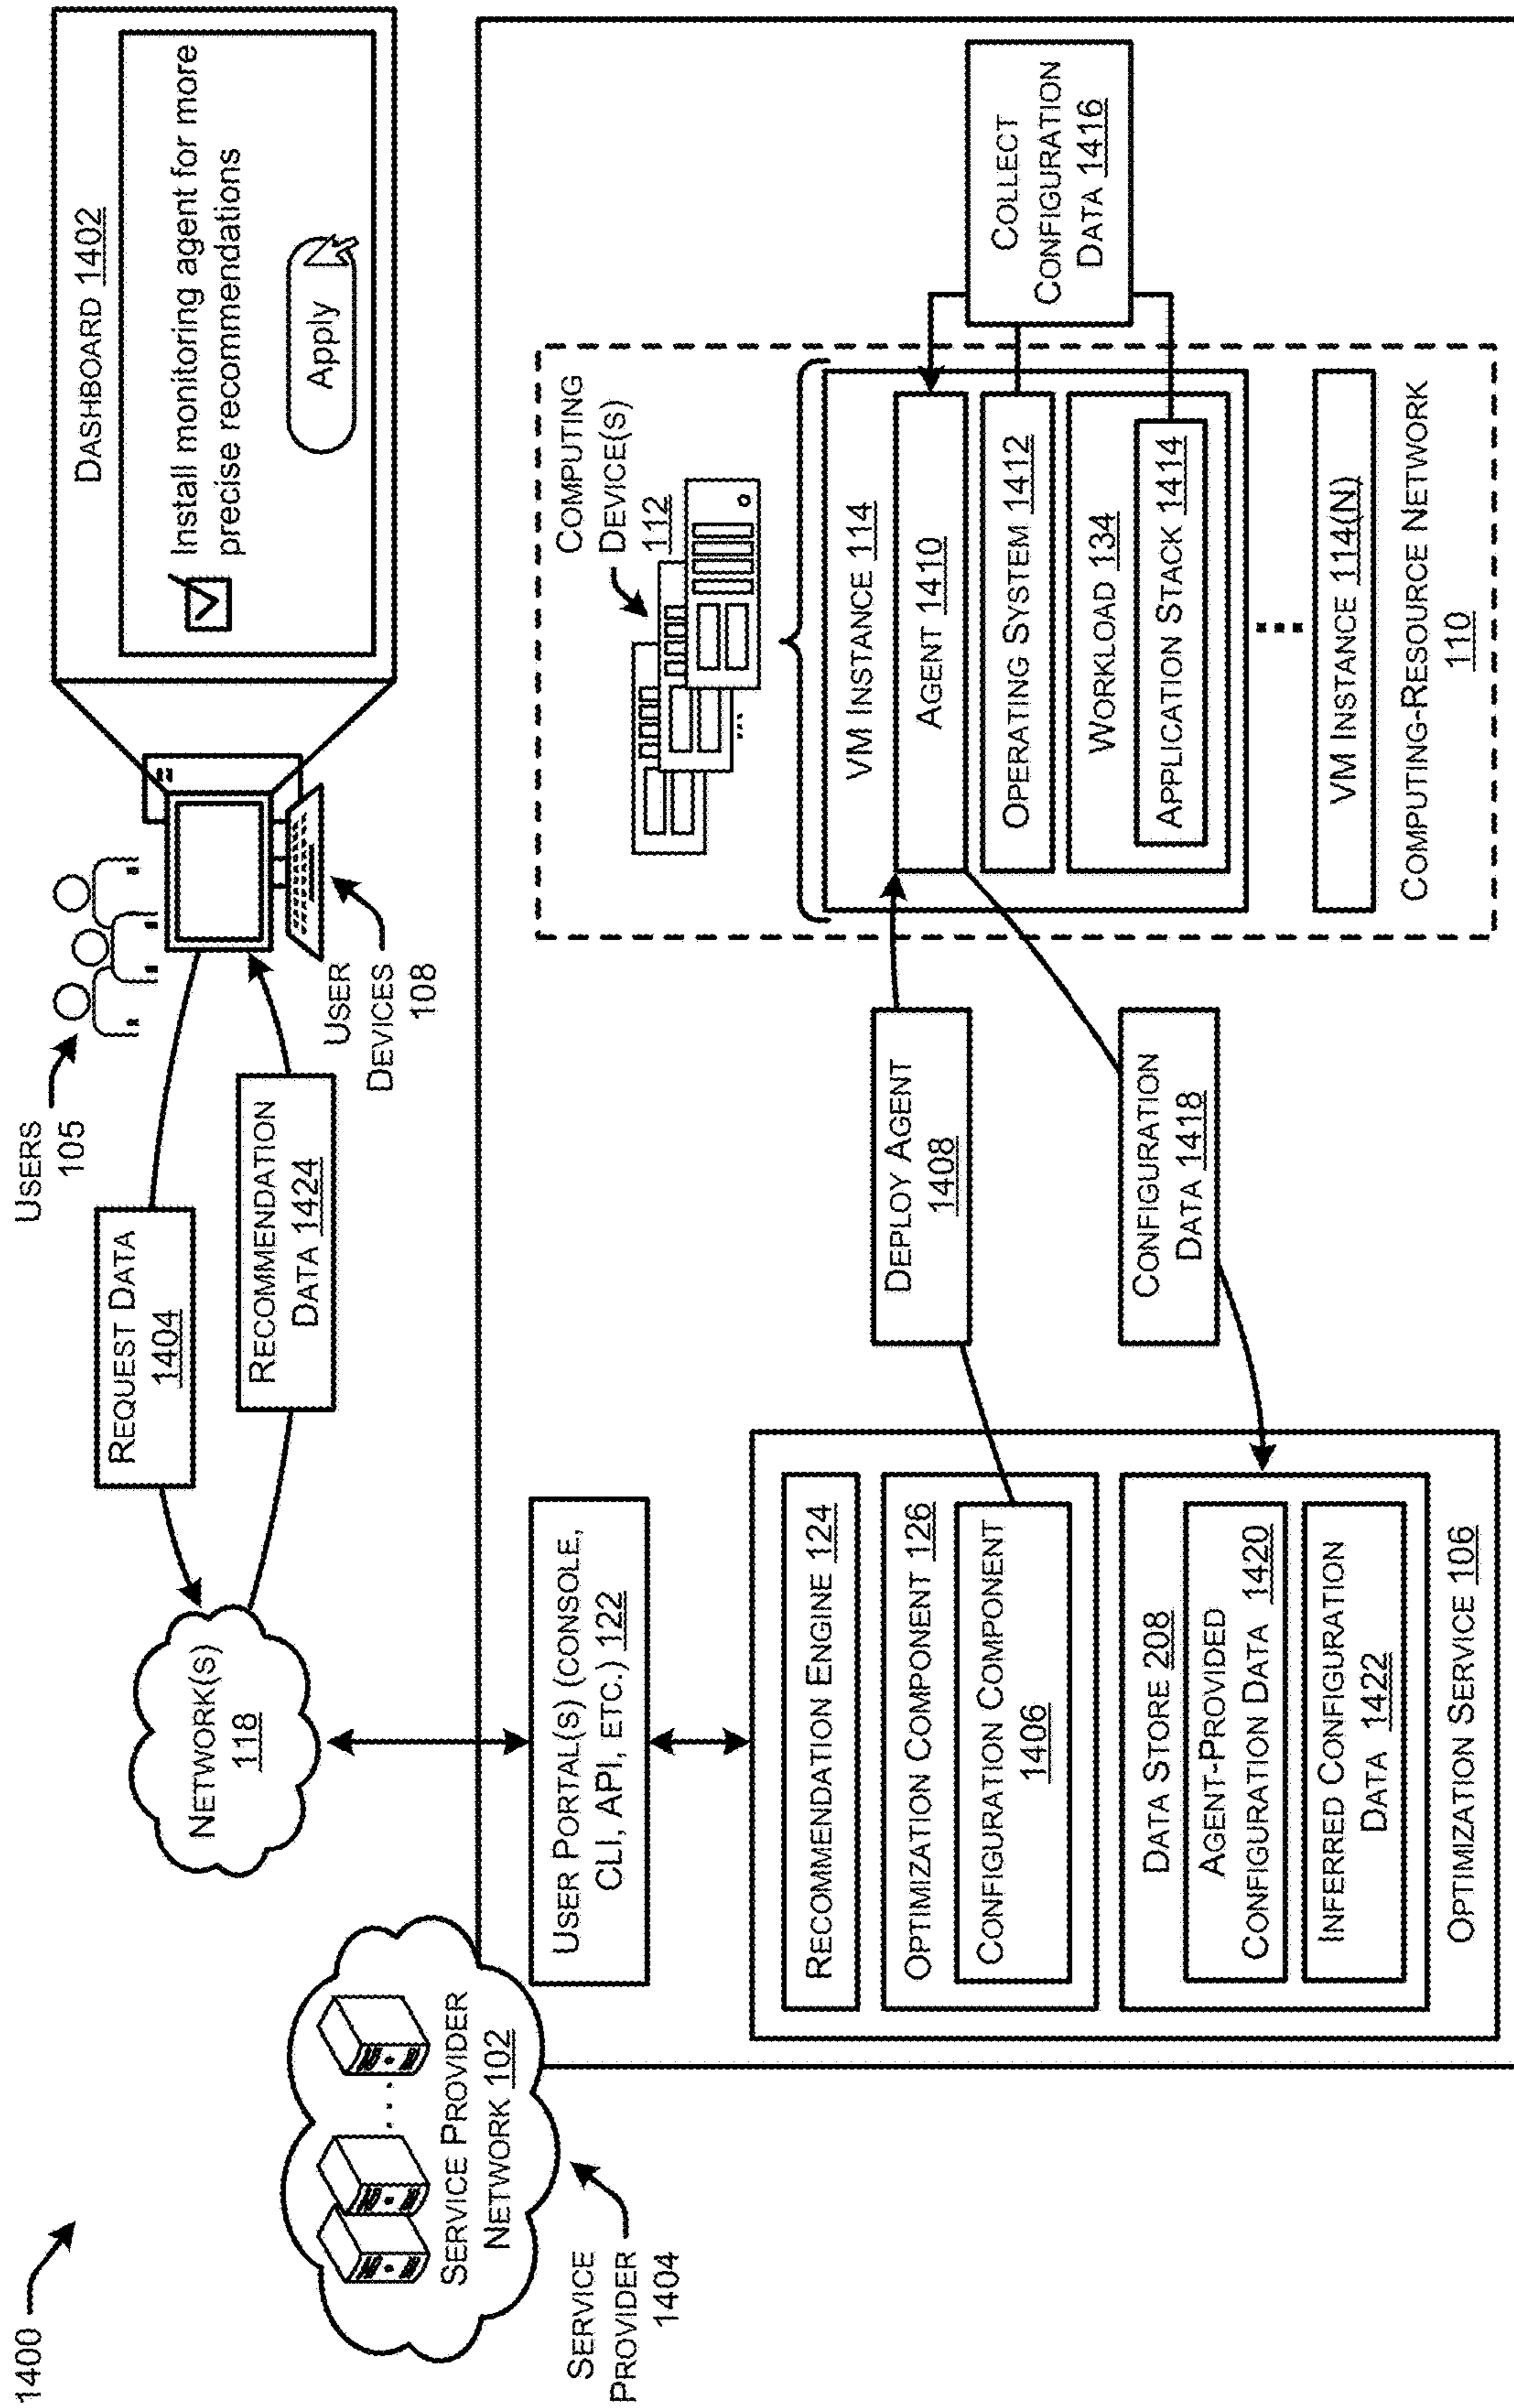 1400
SERVICE PROVIDER
NETWORK 102
SERVICE
PROVIDER
1404
NETWORK(S)
118
REQUEST DATA
1404
RECOMMENDATION
DATA 1424
USERS
105
USER
DEVICES
108
DASHBOARD 1402
Install monitoring agent for more
precise recommendations
Apply
USER PORTAL(S) (CONSOLE,
CLI, API, ETC.) 122
RECOMMENDATION ENGINE 124
OPTIMIZATION COMPONENT 126
CONFIGURATION COMPONENT
1406
DATA STORE 208
AGENT-PROVIDED
CONFIGURATION DATA 1420
INFERRED CONFIGURATION
DATA 1422
OPTIMIZATION SERVICE 106
DEPLOY AGENT
1408
CONFIGURATION
DATA 1418
COMPUTING
DEVICE(S)
112
VM INSTANCE 114
AGENT 1410
OPERATING SYSTEM 1412
WORKLOAD 134
APPLICATION STACK 1414
VM INSTANCE 114(N)
COMPUTING-RESOURCE NETWORK
110
COLLECT
CONFIGURATION
DATA 1416